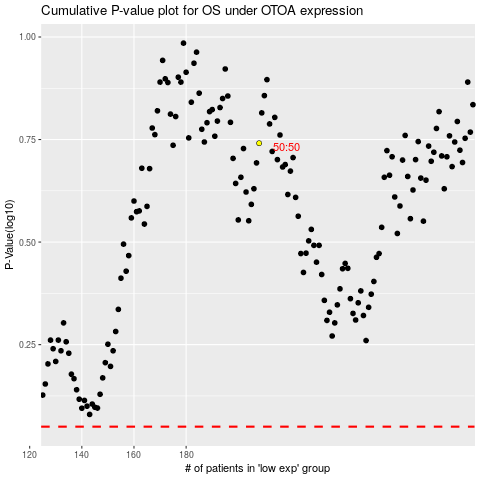 Cumulative P-value plot for OS under OTOA expression
P-Value(log10)
1.00
0.75
0.50
0.25
50:50
120 140 160 180
# of patients in 'low exp' group